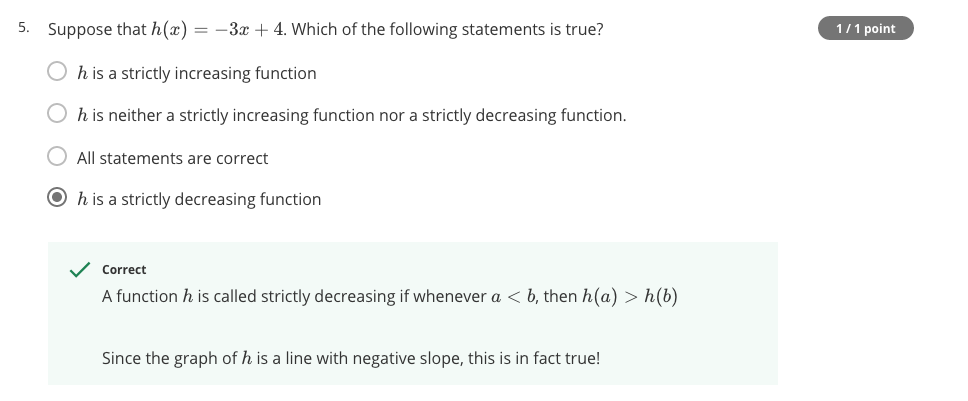 5. Suppose that h(x) = −3x + 4. Which of the following statements is true?
1 / 1 point
h is a strictly increasing function
h is neither a strictly increasing function nor a strictly decreasing function.
All statements are correct
h is a strictly decreasing function
Correct
A function h is called strictly decreasing if whenever a < b, then h(a) > h(b)
Since the graph of h is a line with negative slope, this is in fact true!